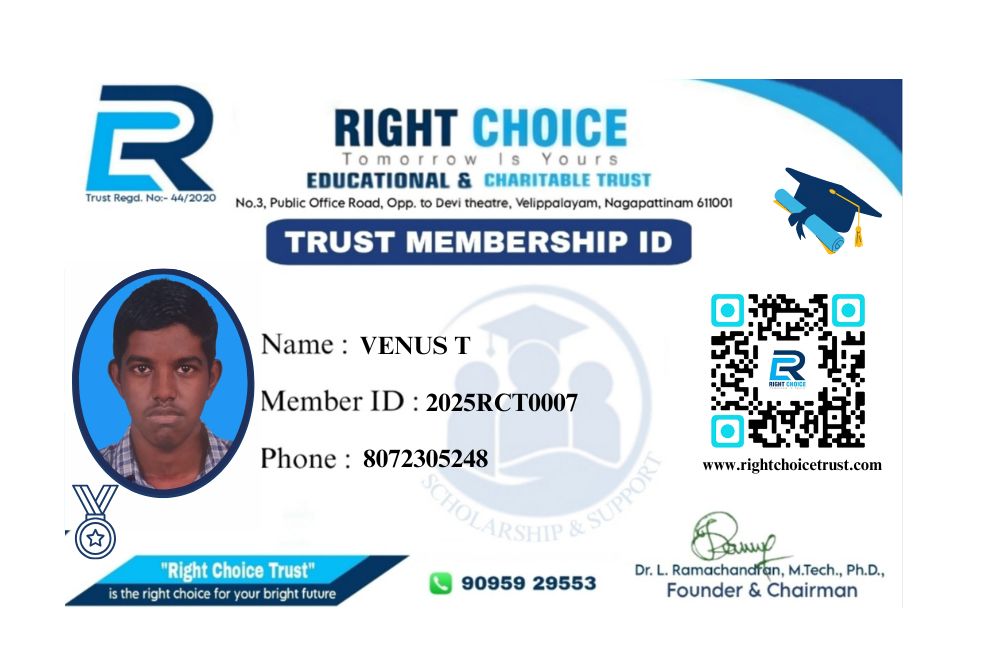 Trust Regd. No:- 44/2020
RIGHT CHOICE
Tomorrow Is Yours
EDUCATIONAL & CHARITABLE TRUST
No.3, Public Office Road, Opp. to Devi theatre, Velippalayam, Nagapattinam 611001
TRUST MEMBERSHIP ID
Name : VENUS T
Member ID : 2025RCT0007
Phone : 8072305248
SCHOLARSHIP & SUPPORT
RIGHT CHOICE
www.rightchoicetrust.com
"Right Choice Trust"
is the right choice for your bright future
90959 29553
Dr. L. Ramachandran, M.Tech., Ph.D.,
Founder & Chairman